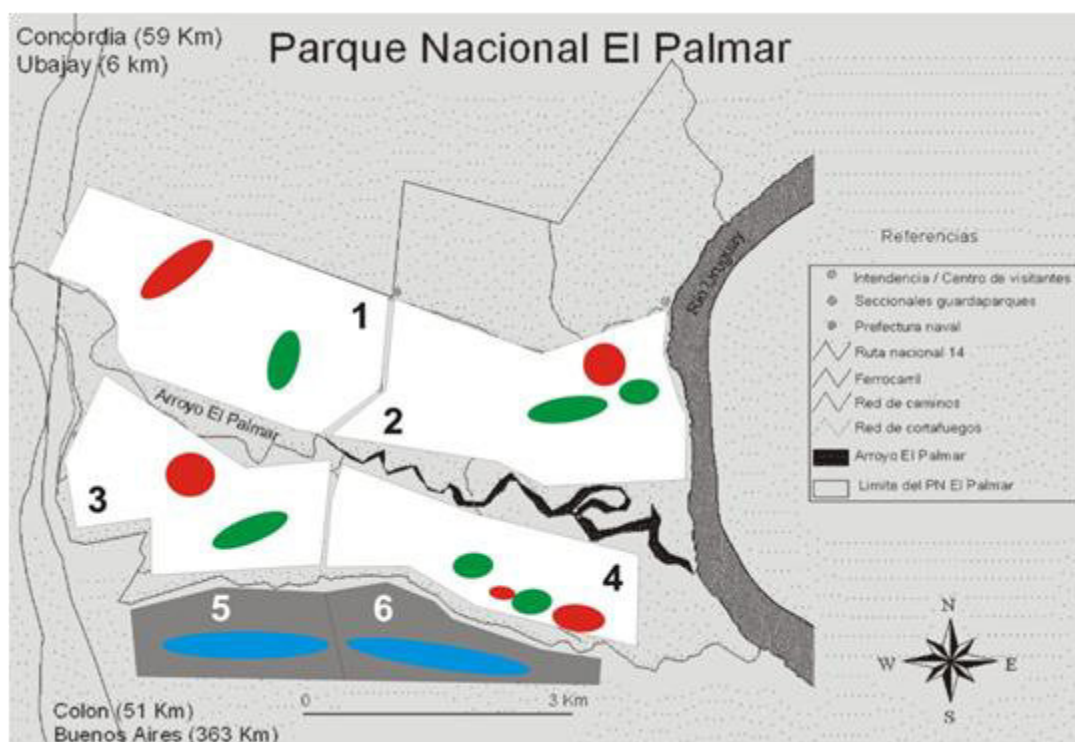 Concordia (59 Km)
Ubajay (6 km)
Parque Nacional El Palmar
Río Uruguay
1
Arroyo El Palmar
2
3
4
5
6
Referencias
Intendencia / Centro de visitantes
Seccionales guardaparques
Prefectura naval
Ruta nacional 14
Ferrocarril
Red de caminos
Red de cortafuegos
Arroyo El Palmar
Limite del PN El Palmar
N
W
E
S
0
3 Km
Colon (51 Km)
Buenos Aires (363 Km)